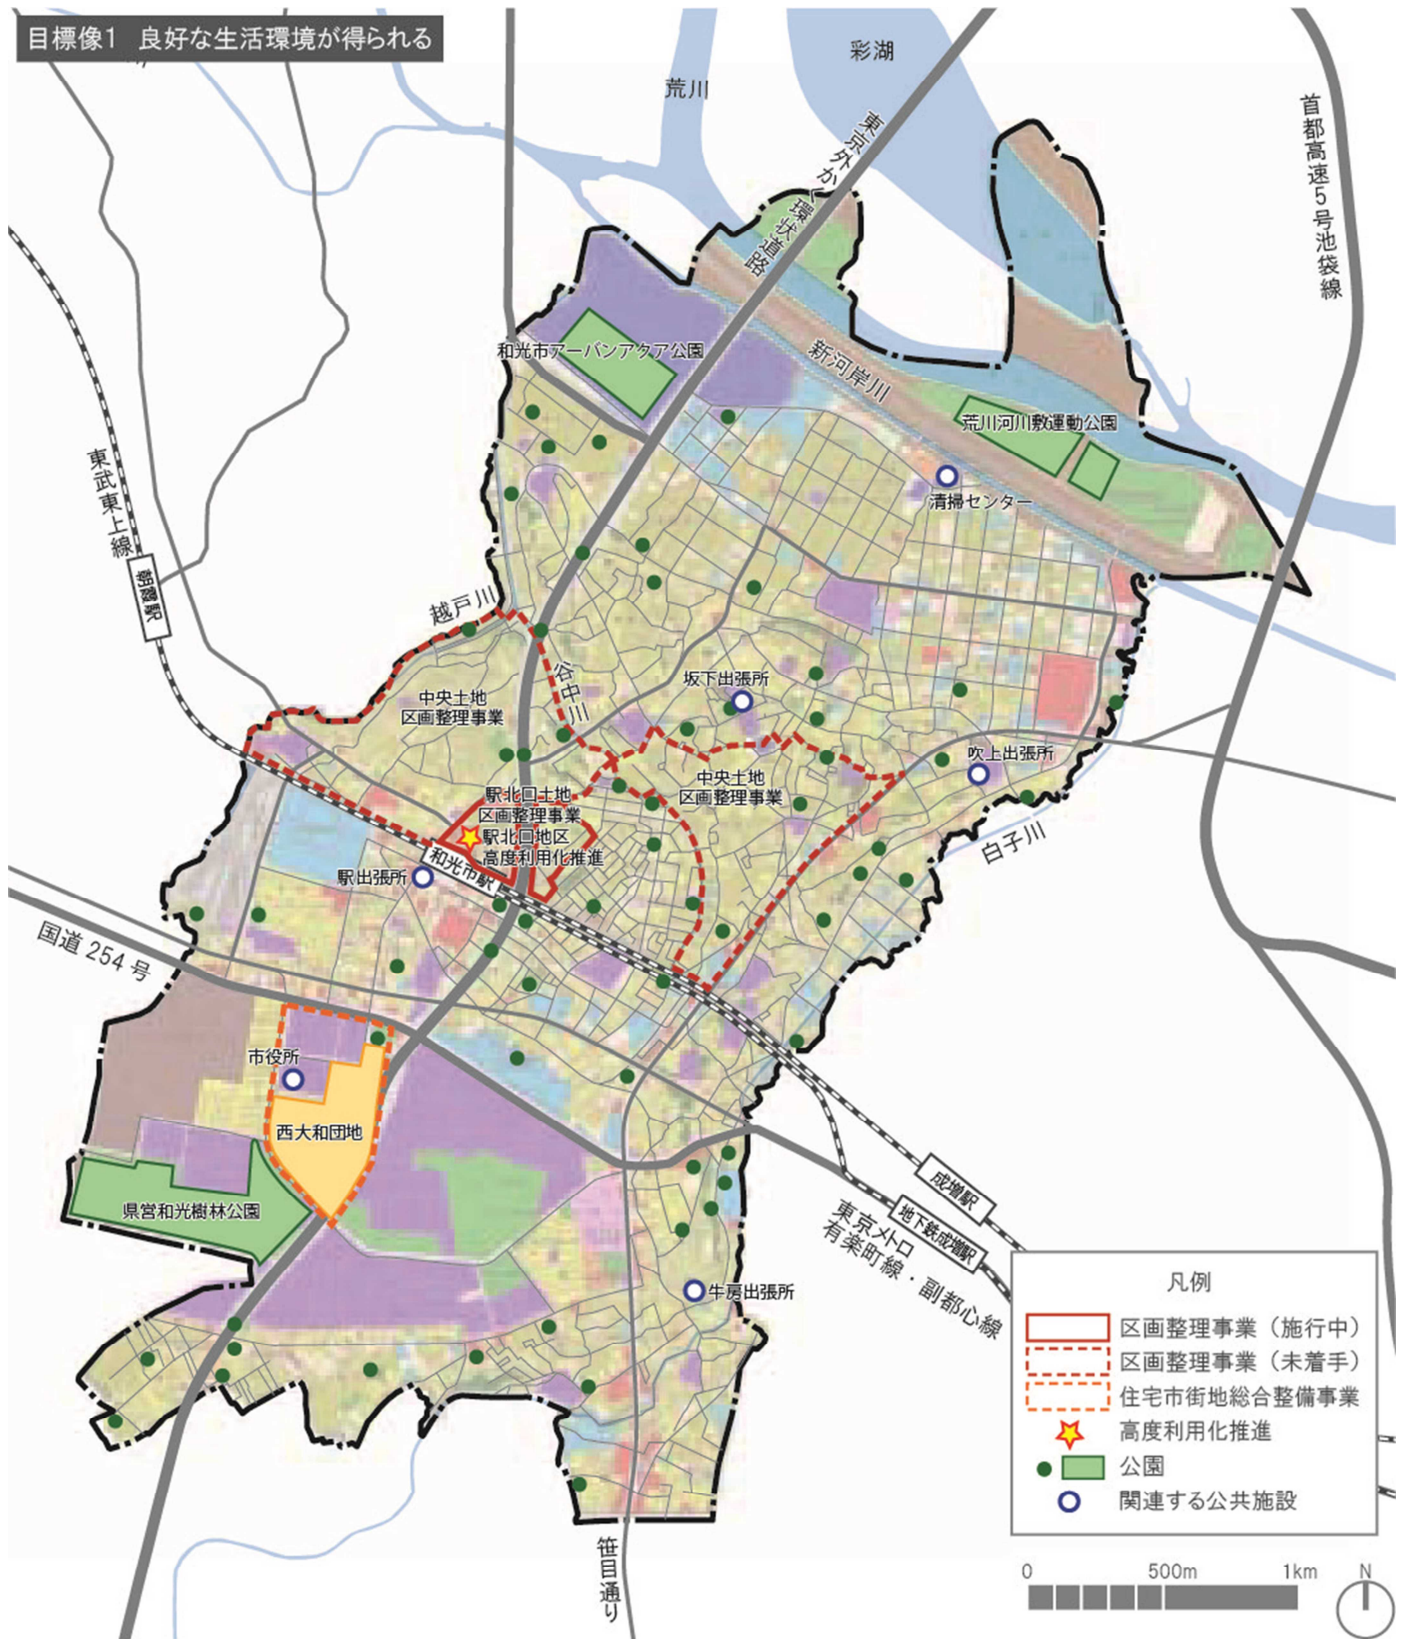 目標像1　良好な生活環境が得られる
彩湖
荒川
東京外かく環状道路
首都高速5号池袋線
和光市アーバンアクア公園
新河岸川
荒川河川敷運動公園
清掃センター
東武東上線
朝霞駅
越戸川
谷中川
中央土地
区画整理事業
坂下出張所
吹上出張所
中央土地
区画整理事業
駅北口土地
区画整理事業
駅北口地区
高度利用化推進
白子川
和光市駅
駅出張所
国道 254 号
市役所
西大和団地
県営和光樹林公園
成増駅
地下鉄成増駅
東京メトロ
有楽町線・副都心線
牛房出張所
笹目通り
凡例
区画整理事業（施行中）
区画整理事業（未着手）
住宅市街地総合整備事業
高度利用化推進
公園
関連する公共施設
0 500m 1km
N